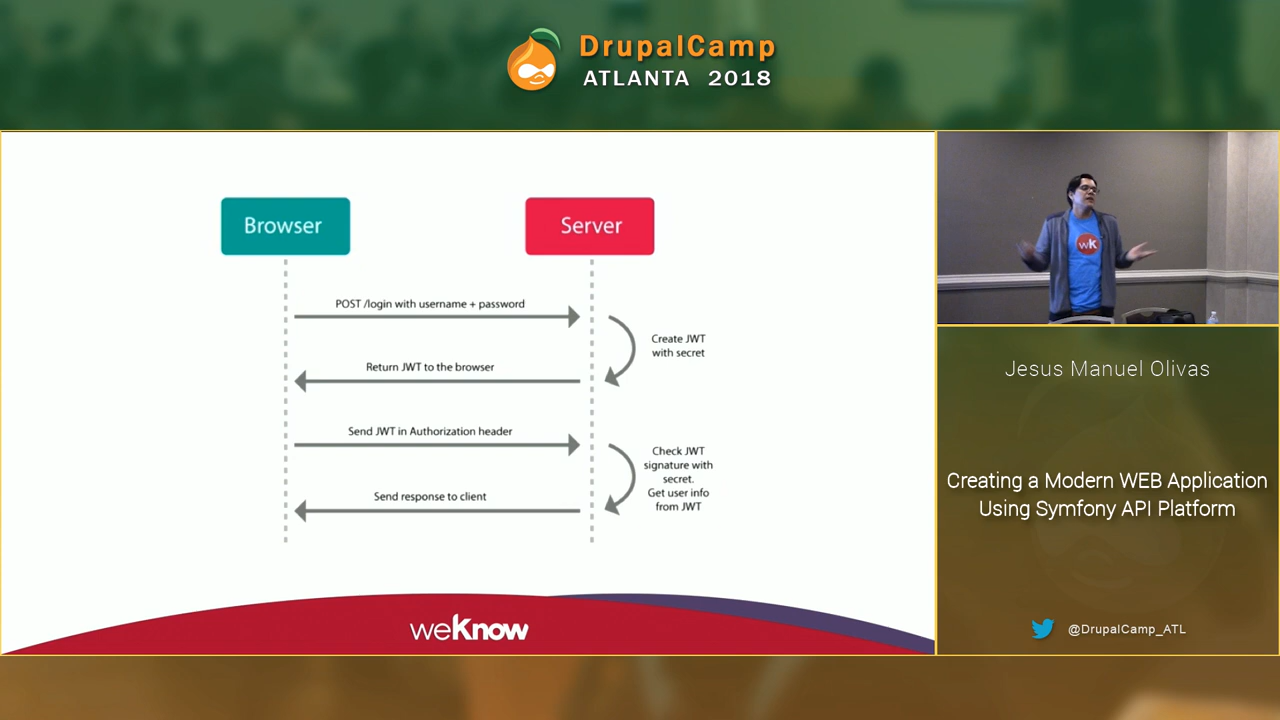 DrupalCamp
ATLANTA 2018
Browser
Server
POST /login with username + password
Create JWT
with secret
Return JWT to the browser
Send JWT in Authorization header
Check JWT
signature with
secret.
Get user info
from JWT
Send response to client
weKnow
wk
Jesus Manuel Olivas
Creating a Modern WEB Application
Using Symfony API Platform
@DrupalCamp_ATL